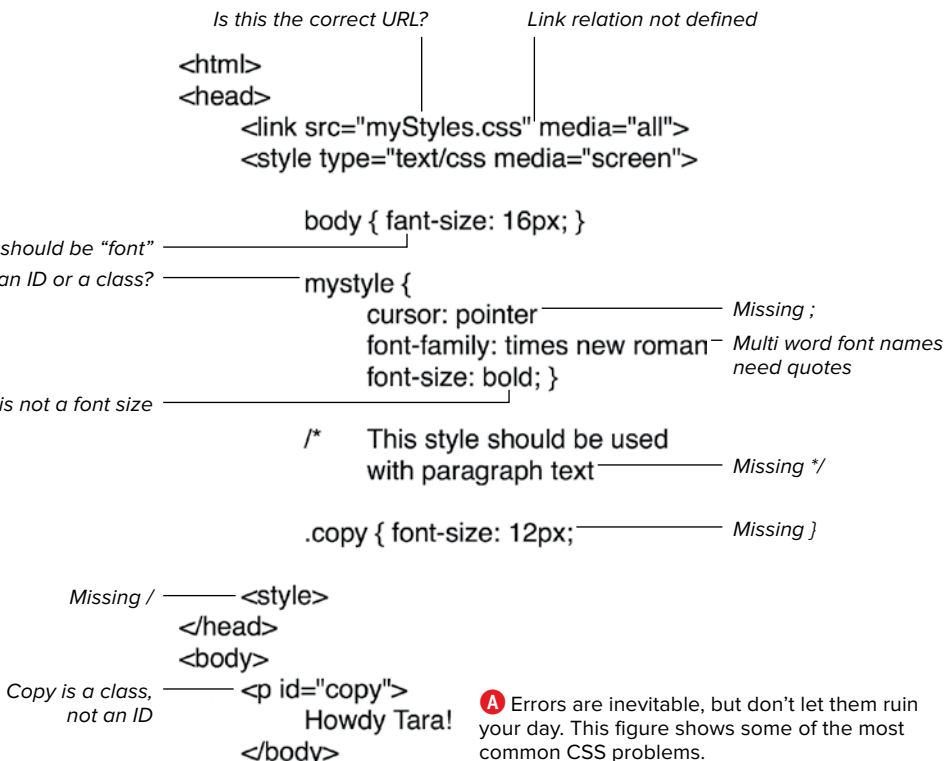 Is this the correct URL? Link relation not defined
<html>
<head>
<link src="myStyles.css" media="all">
<style type="text/css media="screen">
body { fant-size: 16px; }
should be “font”
an ID or a class?
mystyle {
cursor: pointer
Missing ;
font-family: times new roman
Multi word font names
need quotes
font-size: bold; }
is not a font size
/* This style should be used
with paragraph text
Missing */
.copy { font-size: 12px;
Missing }
Missing /
<style>
</head>
<body>
Copy is a class,
not an ID
<p id="copy">
Howdy Tara!
</body>
A Errors are inevitable, but don’t let them ruin
your day. This figure shows some of the most
common CSS problems.